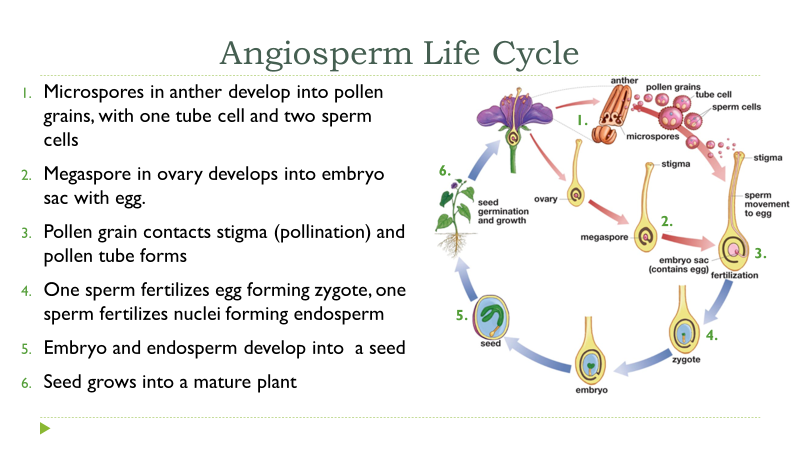 Angiosperm Life Cycle
1. Microspores in anther develop into pollen
grains, with one tube cell and two sperm
cells
2. Megaspore in ovary develops into embryo
sac with egg.
3. Pollen grain contacts stigma (pollination) and
pollen tube forms
4. One sperm fertilizes egg forming zygote, one
sperm fertilizes nuclei forming endosperm
5. Embryo and endosperm develop into  a seed
6. Seed grows into a mature plant
anther
pollen grains
tube cell
sperm cells
1.
microspores
stigma
stigma
6.
ovary
seed
germination
and growth
sperm
movement
to egg
2.
megaspore
3.
embryo sac
(contains egg)
fertilization
5.
seed
4.
zygote
embryo